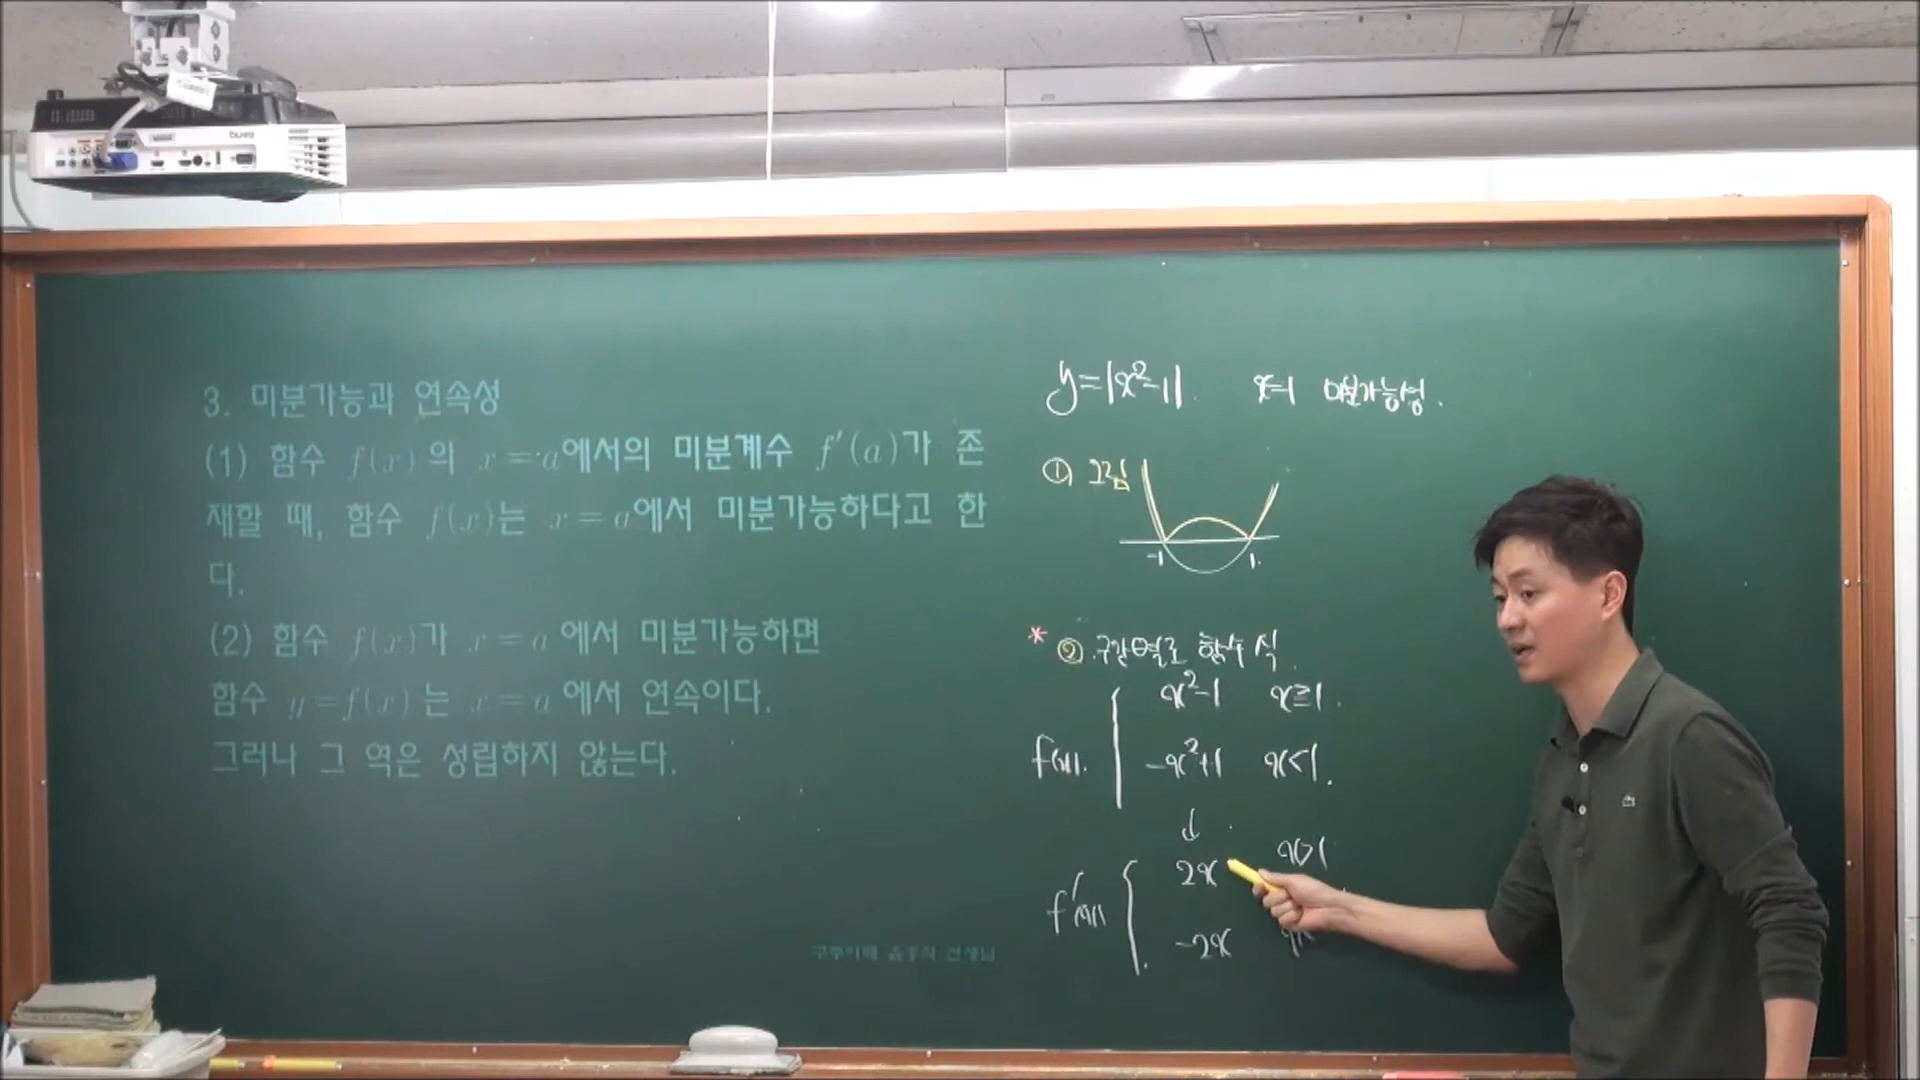 3. 미분가능과 연속성
(1) 함수 f(x)의 x=a에서의 미분계수 f′(a)가 존
재할 때, 함수 f(x)는 x=a에서 미분가능하다고 한
다.
(2) 함수 f(x)가 x=a 에서 미분가능하면
함수 y=f(x)는 x=a 에서 연속이다.
그러나 그 역은 성립하지 않는다.
선생님
BenQ
y=|x²-1| x=1 미분가능성.
① 그림
-1 1.
* ② 구간별로 함수 식.
x²-1 x≥1.
f(x).
-x²+1 x<1.
2x x>1
f′(x)
-2x